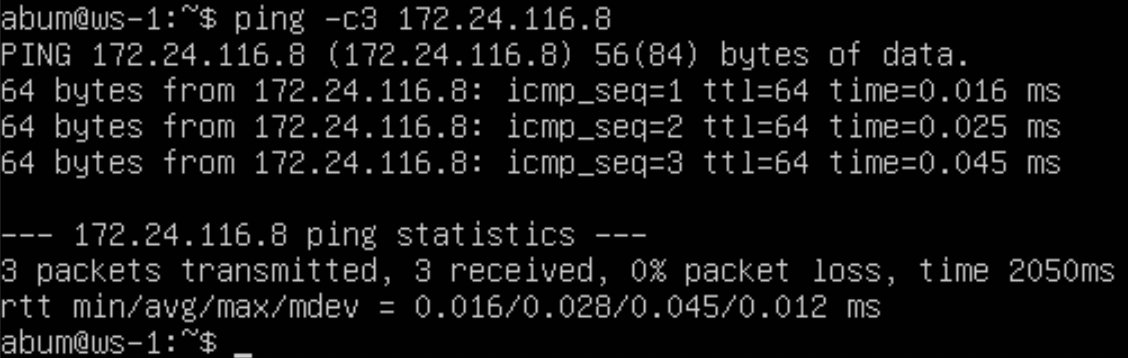 abum@ws-1:~$ ping -c3 172.24.116.8
PING 172.24.116.8 (172.24.116.8) 56(84) bytes of data.
64 bytes from 172.24.116.8: icmp_seq=1 ttl=64 time=0.016 ms
64 bytes from 172.24.116.8: icmp_seq=2 ttl=64 time=0.025 ms
64 bytes from 172.24.116.8: icmp_seq=3 ttl=64 time=0.045 ms
--- 172.24.116.8 ping statistics ---
3 packets transmitted, 3 received, 0% packet loss, time 2050ms
rtt min/avg/max/mdev = 0.016/0.028/0.045/0.012 ms
abum@ws-1:~$ _